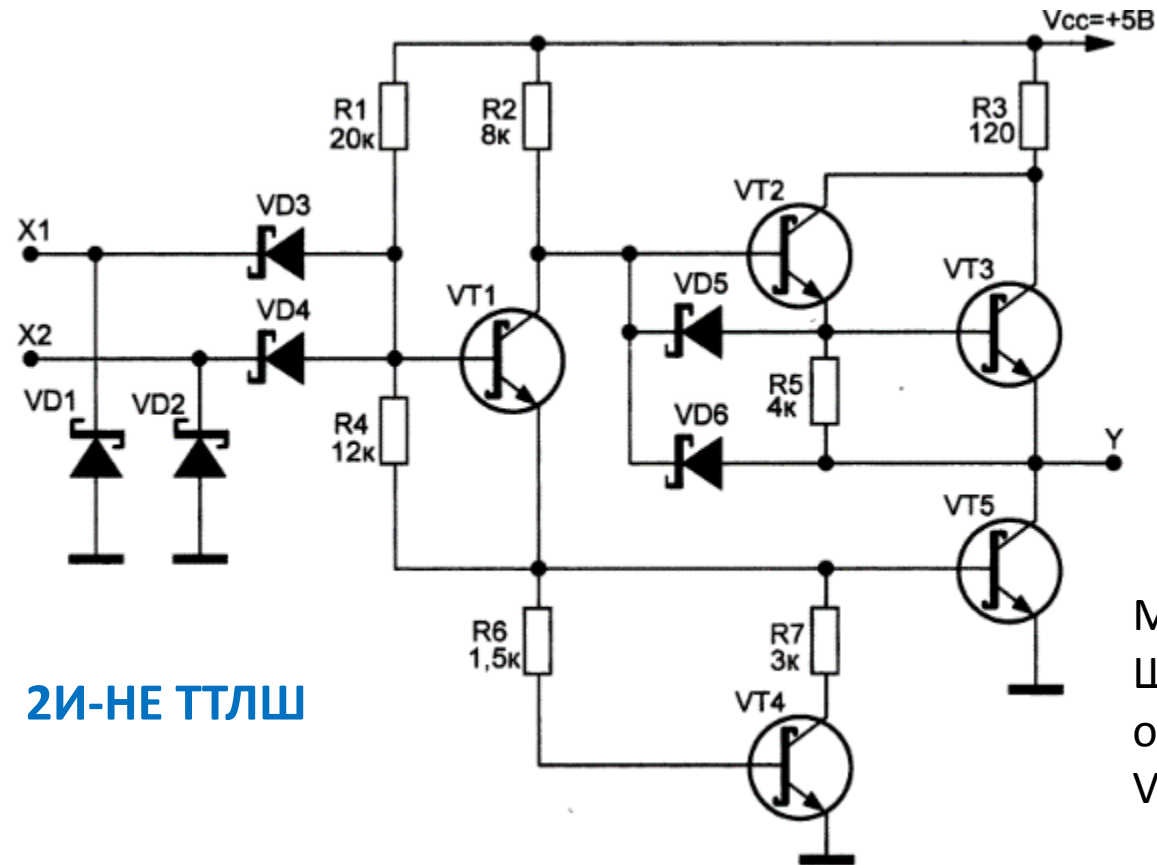 Vcc=+5В
R1
20к
R2
8к
R3
120
VT2
VD3
X1
VT3
VT1
VD5
VD4
X2
R5
4к
VD1
VD2
R4
12к
VD6
Y
VT5
R6
1,5к
R7
3к
М
Ш
о
V
2И-НЕ ТТЛШ
VT4